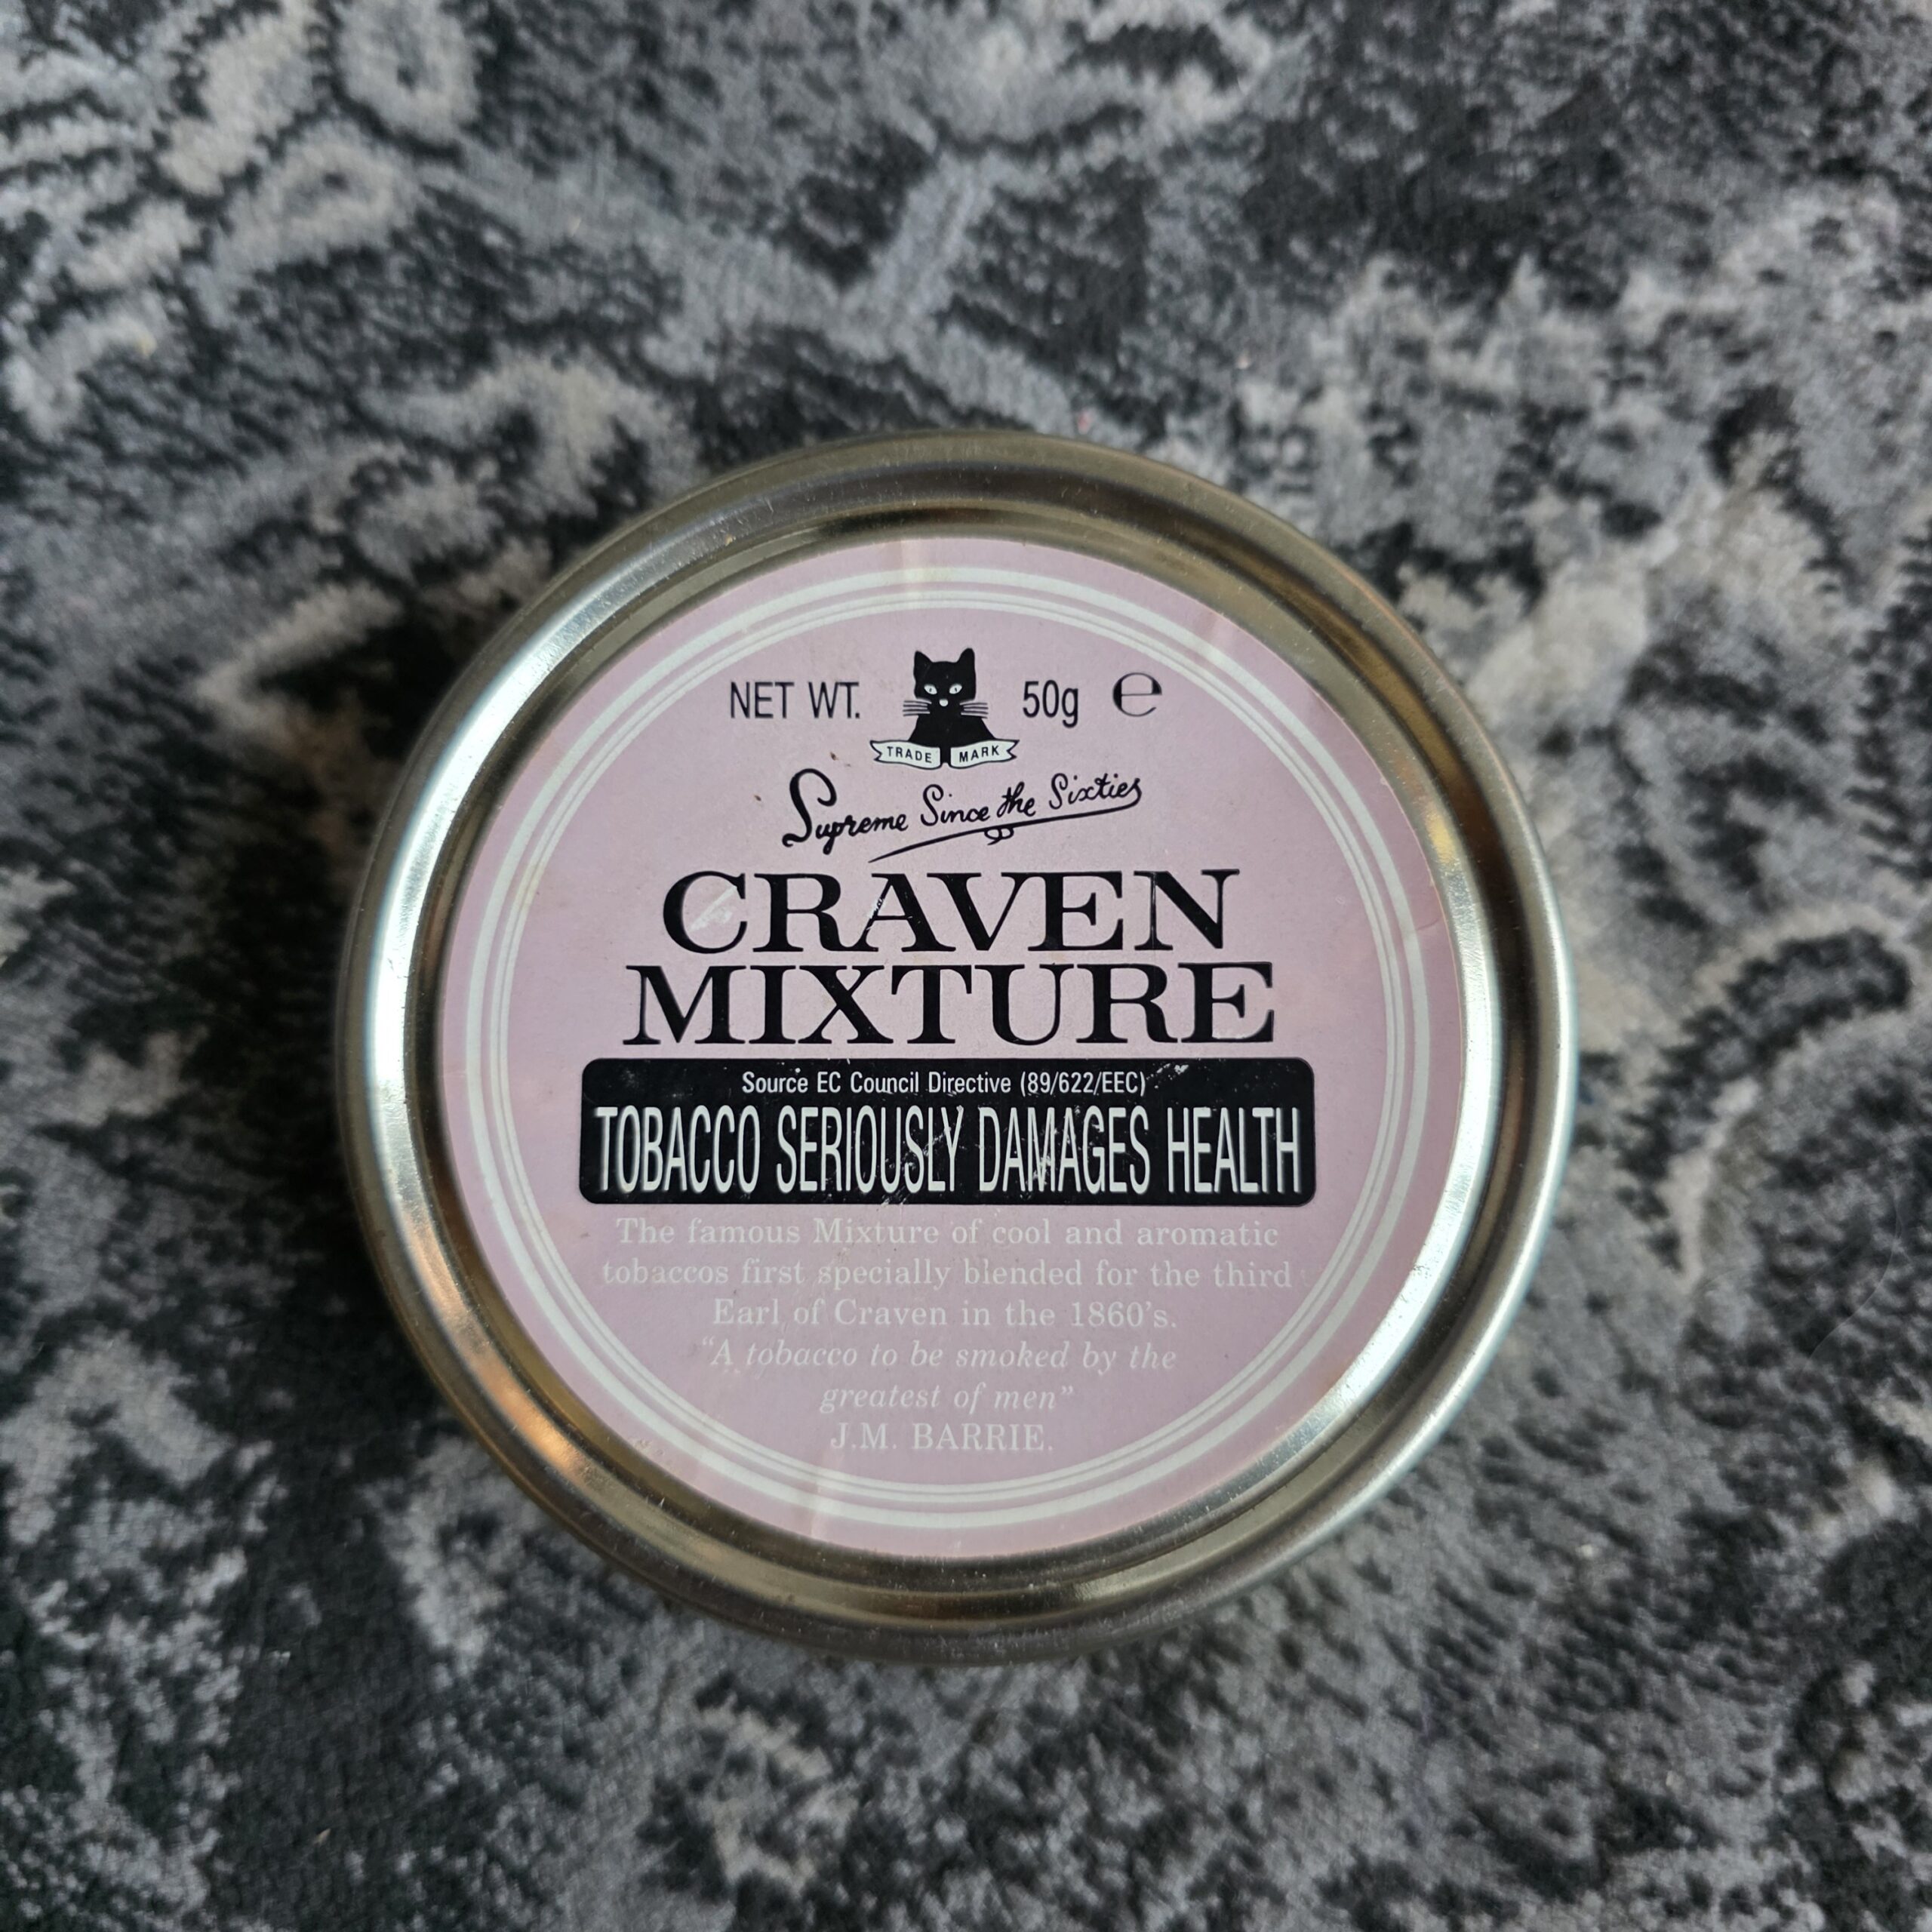 NET WT. 50g ℮
TRADE MARK
Supreme Since the Sixties
CRAVEN
MIXTURE
Source EC Council Directive (89/622/EEC)
TOBACCO SERIOUSLY DAMAGES HEALTH
The famous Mixture of cool and aromatic
tobaccos first specially blended for the third
Earl of Craven in the 1860's.
“A tobacco to be smoked by the
greatest of men”
J.M. BARRIE.